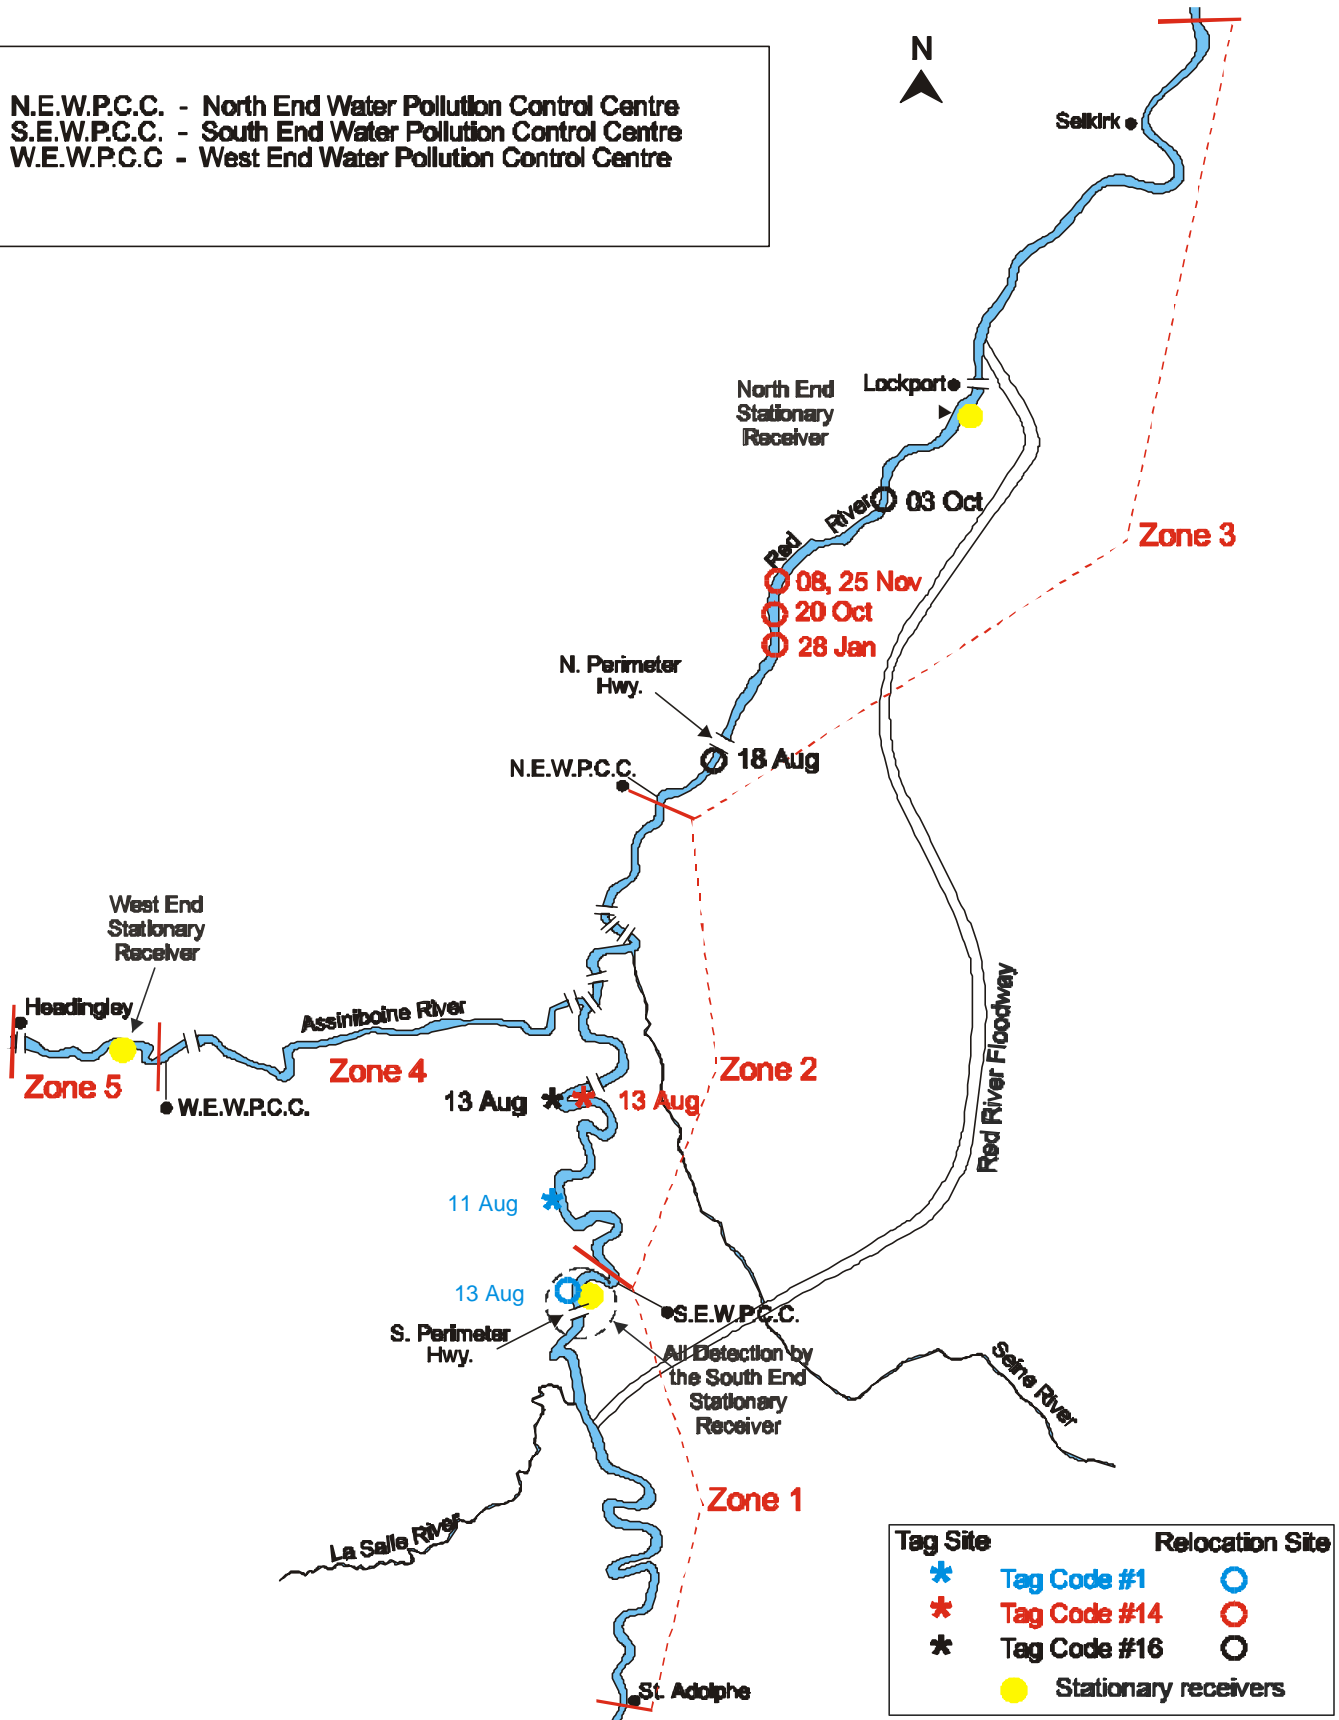 N.E.W.P.C.C. - North End Water Pollution Control Centre
S.E.W.P.C.C. - South End Water Pollution Control Centre
W.E.W.P.C.C - West End Water Pollution Control Centre
N
Selkirk
Lockport
North End
Stationary
Receiver
03 Oct
Red River
Zone 3
08, 25 Nov
20 Oct
28 Jan
N. Perimeter
Hwy.
18 Aug
N.E.W.P.C.C.
West End
Stationary
Receiver
Headingley
Assiniboine River
Zone 5
Zone 4
W.E.W.P.C.C.
Zone 2
Red River Floodway
13 Aug
13 Aug
11 Aug
13 Aug
S.E.W.P.C.C.
S. Perimeter
Hwy.
All Detection by
the South End
Stationary
Receiver
Seine River
Zone 1
La Salle River
St. Adolphe
Tag Site Relocation Site
Tag Code #1
Tag Code #14
Tag Code #16
Stationary receivers